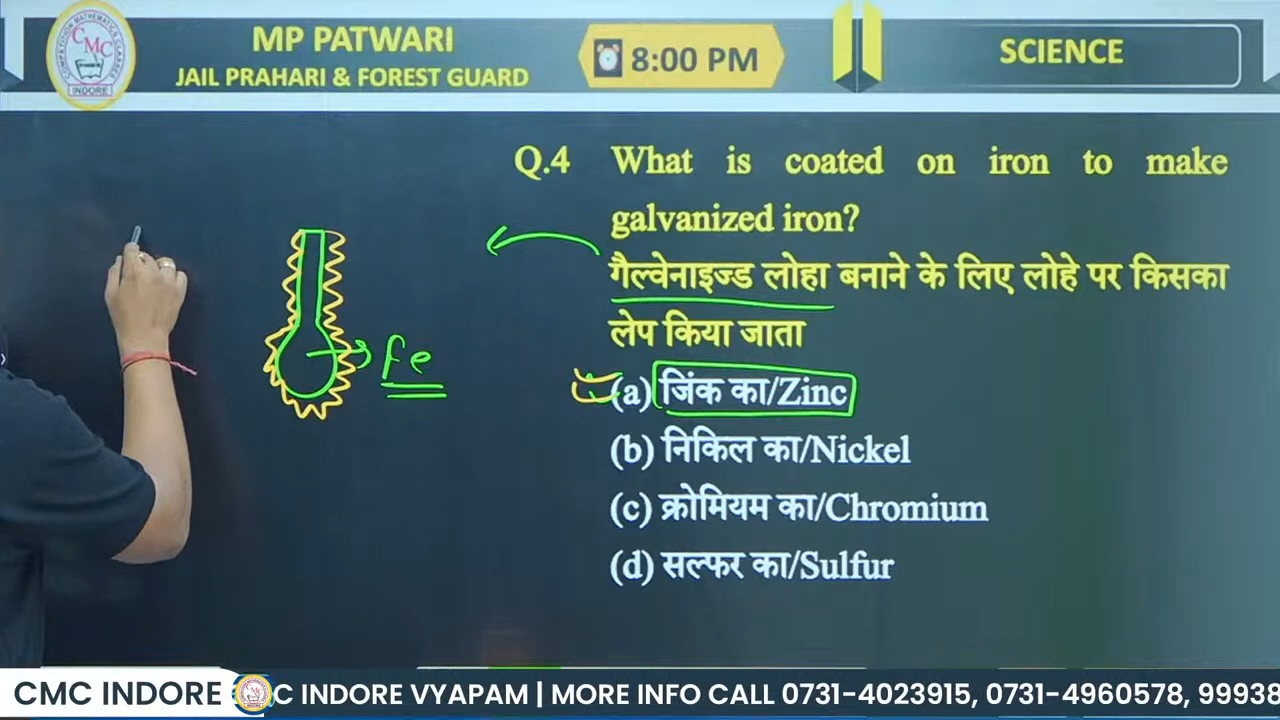 CMC
INDORE
MP PATWARI
JAIL PRAHARI & FOREST GUARD
8:00 PM
SCIENCE
Q.4 What is coated on iron to make
galvanized iron?
गैल्वेनाइज्ड लोहा बनाने के लिए लोहे पर किसका
लेप किया जाता
(a) जिंक का/Zinc
(b) निकिल का/Nickel
(c) क्रोमियम का/Chromium
(d) सल्फर का/Sulfur
fe
CMC INDORE
C INDORE VYAPAM | MORE INFO CALL 0731-4023915, 0731-4960578, 99938